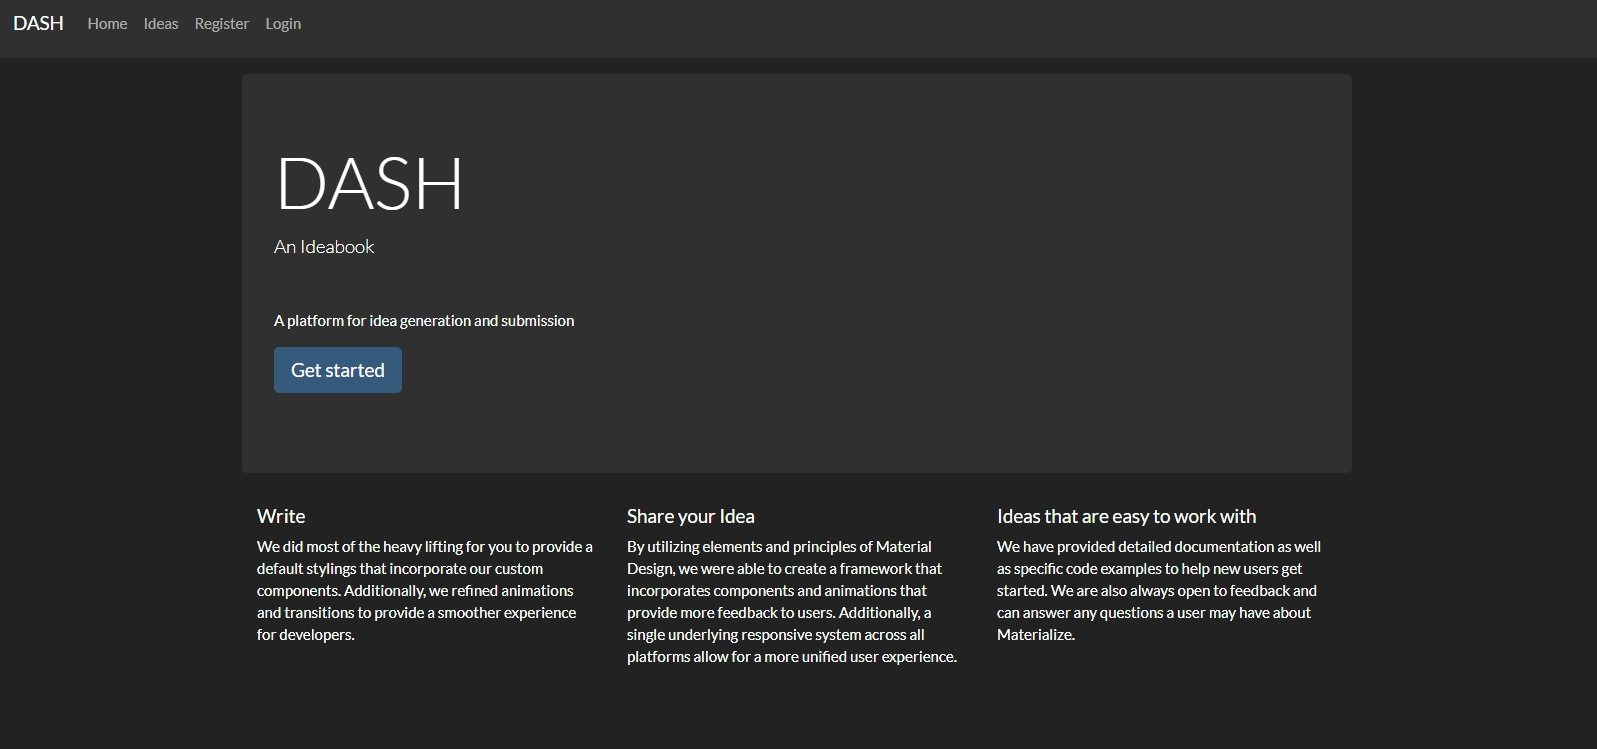 DASH Home Ideas Register Login
DASH
An Ideabook
A platform for idea generation and submission
Get started
Write
We did most of the heavy lifting for you to provide a
default stylings that incorporate our custom
components. Additionally, we refined animations
and transitions to provide a smoother experience
for developers.
Share your Idea
By utilizing elements and principles of Material
Design, we were able to create a framework that
incorporates components and animations that
provide more feedback to users. Additionally, a
single underlying responsive system across all
platforms allow for a more unified user experience.
Ideas that are easy to work with
We have provided detailed documentation as well
as specific code examples to help new users get
started. We are also always open to feedback and
can answer any questions a user may have about
Materialize.